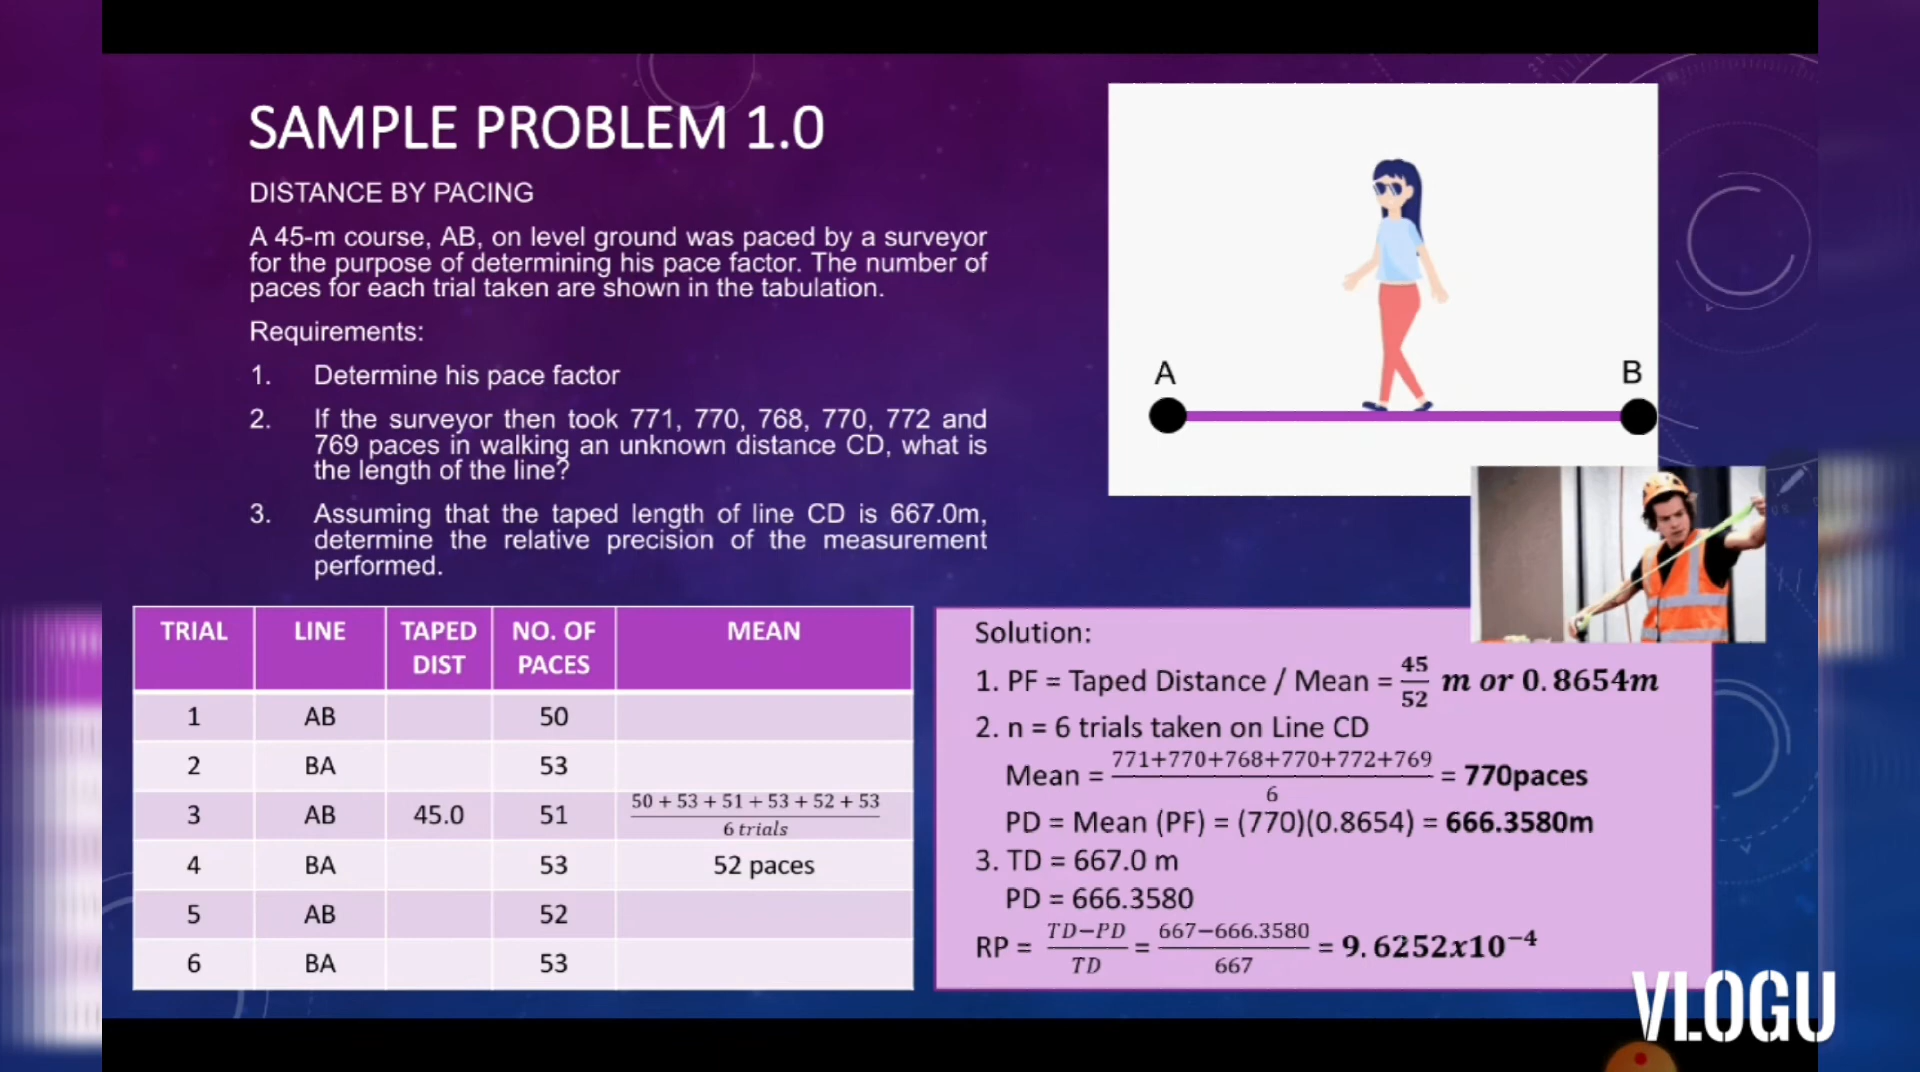 SAMPLE PROBLEM 1.0
DISTANCE BY PACING
A 45-m course, AB, on level ground was paced by a surveyor
for the purpose of determining his pace factor. The number of
paces for each trial taken are shown in the tabulation.
Requirements:
1. Determine his pace factor
2. If the surveyor then took 771, 770, 768, 770, 772 and
769 paces in walking an unknown distance CD, what is
the length of the line?
3. Assuming that the taped length of line CD is 667.0m,
determine the relative precision of the measurement
performed.
A B
TRIAL LINE TAPED DIST NO. OF PACES MEAN
1 AB 50
2 BA 53
3 AB 45.0 51 50 + 53 + 51 + 53 + 52 + 53 / 6 trials
4 BA 53 52 paces
5 AB 52
6 BA 53
Solution:
1. PF = Taped Distance / Mean = 45/52 m or 0.8654m
2. n = 6 trials taken on Line CD
Mean = 771+770+768+770+772+769 / 6 = 770paces
PD = Mean (PF) = (770)(0.8654) = 666.3580m
3. TD = 667.0 m
PD = 666.3580
RP = TD−PD / TD = 667−666.3580 / 667 = 9.6252x10⁻⁴
VLOGU